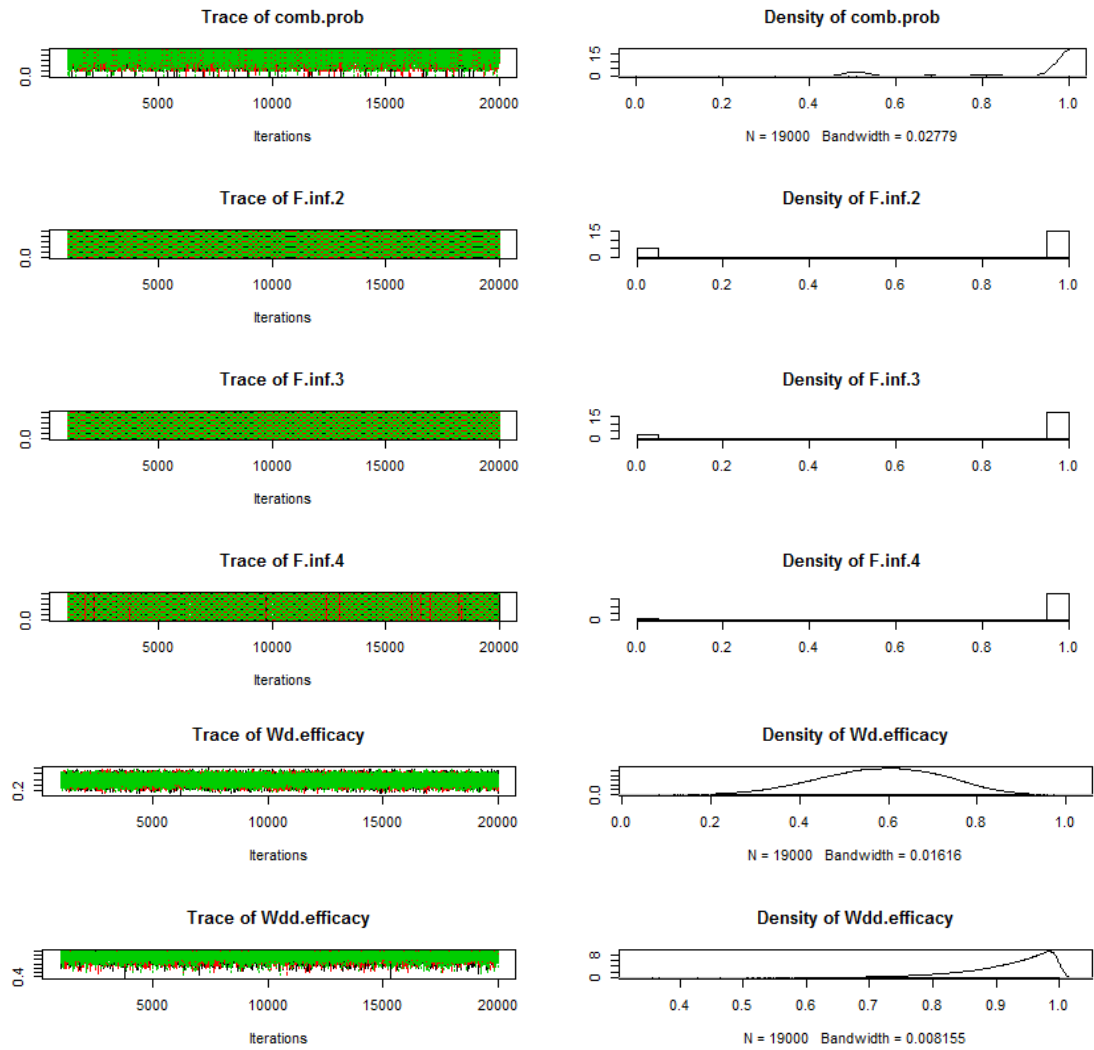 Trace of comb.prob
0.0
5000 10000 15000 20000
Iterations
Density of comb.prob
15
0
0.0 0.2 0.4 0.6 0.8 1.0
N = 19000 Bandwidth = 0.02779
Trace of F.inf.2
0.0
5000 10000 15000 20000
Iterations
Density of F.inf.2
15
0
0.0 0.2 0.4 0.6 0.8 1.0
Trace of F.inf.3
0.0
5000 10000 15000 20000
Iterations
Density of F.inf.3
15
0
0.0 0.2 0.4 0.6 0.8 1.0
Trace of F.inf.4
0.0
5000 10000 15000 20000
Iterations
Density of F.inf.4
0
0.0 0.2 0.4 0.6 0.8 1.0
Trace of Wd.efficacy
0.2
5000 10000 15000 20000
Iterations
Density of Wd.efficacy
0.0
0.0 0.2 0.4 0.6 0.8 1.0
N = 19000 Bandwidth = 0.01616
Trace of Wdd.efficacy
0.4
5000 10000 15000 20000
Iterations
Density of Wdd.efficacy
8
0
0.4 0.5 0.6 0.7 0.8 0.9 1.0
N = 19000 Bandwidth = 0.008155